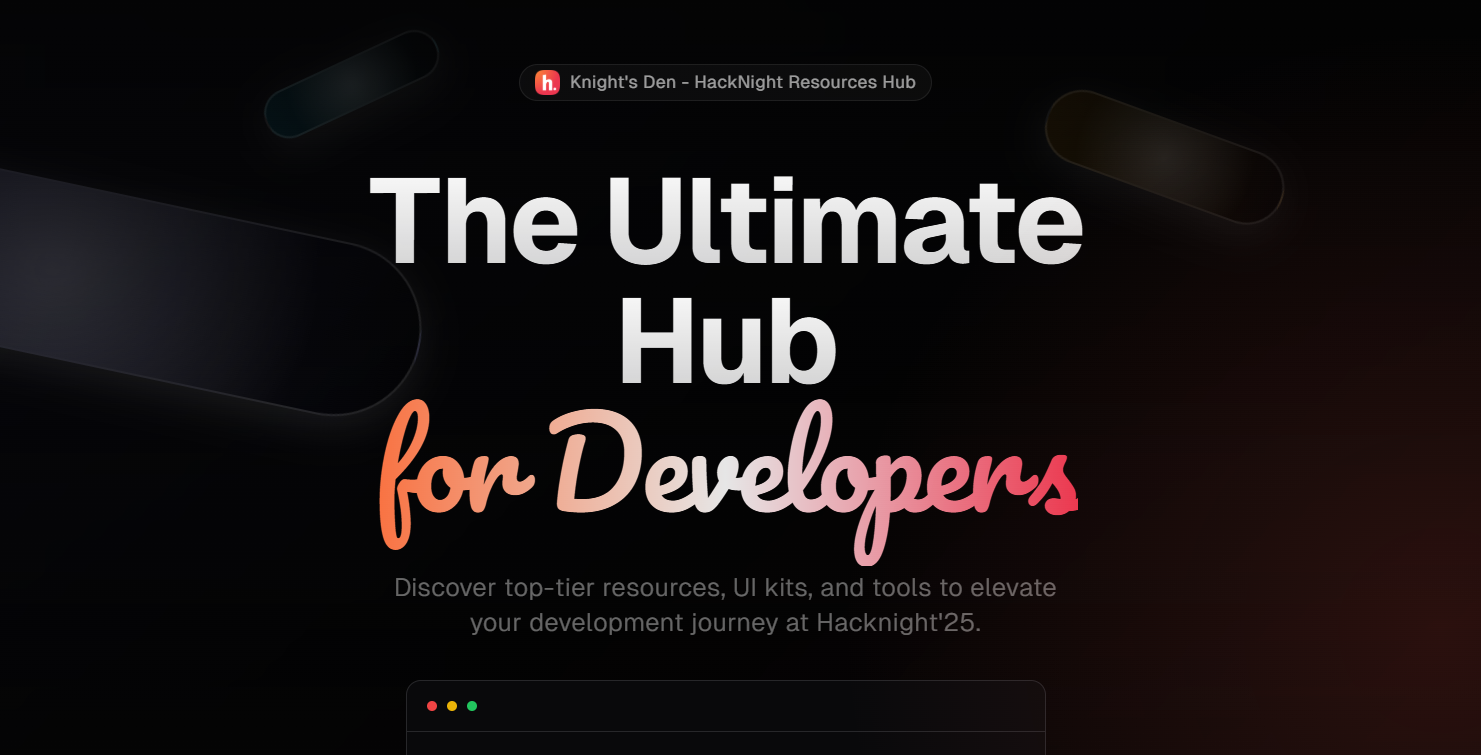 h.
Knight's Den - HackNight Resources Hub
The Ultimate
Hub
for Developers
Discover top-tier resources, UI kits, and tools to elevate
your development journey at Hacknight'25.